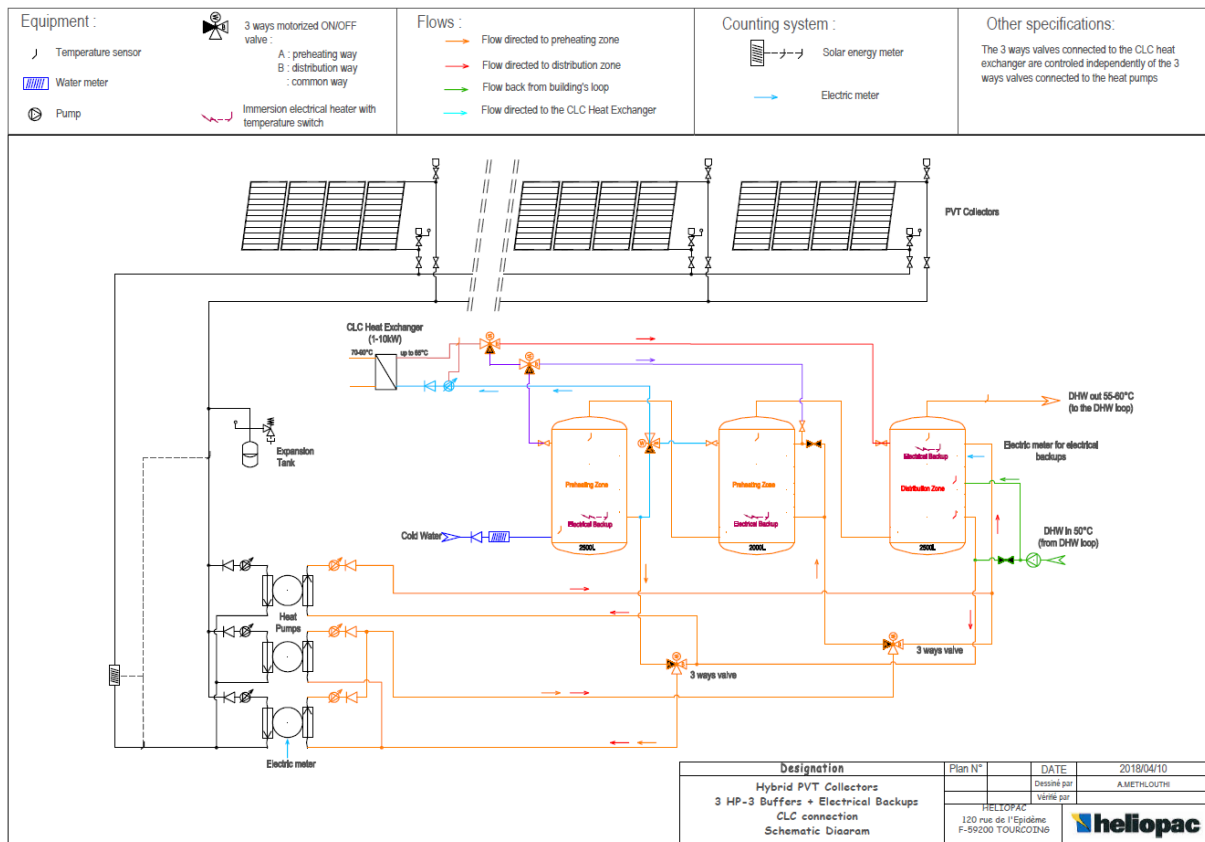 Equipment :
Temperature sensor
Water meter
Pump
3 ways motorized ON/OFF
valve :
A : preheating way
B : distribution way
: common way
Immersion electrical heater with
temperature switch
Flows :
Flow directed to preheating zone
Flow directed to distribution zone
Flow back from building's loop
Flow directed to the CLC Heat Exchanger
Counting system :
Solar energy meter
Electric meter
Other specifications:
The 3 ways valves connected to the CLC heat
exchanger are controled independently of the 3
ways valves connected to the heat pumps
PVT Collectors
CLC Heat Exchanger
(1-10kW)
up to 65°C
Expansion
Tank
DHW out 55-60°C
(to the DHW loop)
Electrical Backup
Electric meter for electrical
backups
Preheating Zone
Preheating Zone
Distribution Zone
Electrical Backup
Electrical Backup
Cold Water
2500L
2000L
2500L
DHW in 50°C
(from DHW loop)
Heat
Pumps
3 ways valve
3 ways valve
Electric meter
Designation
Hybrid PVT Collectors
3 HP-3 Buffers + Electrical Backups
CLC connection
Schematic Diagram
Plan N°
DATE
2018/04/10
Dessiné par
A.METHLOUTHI
Vérifié par
HELIOPAC
120 rue de l'Epidème
F-59200 TOURCOING
heliopac